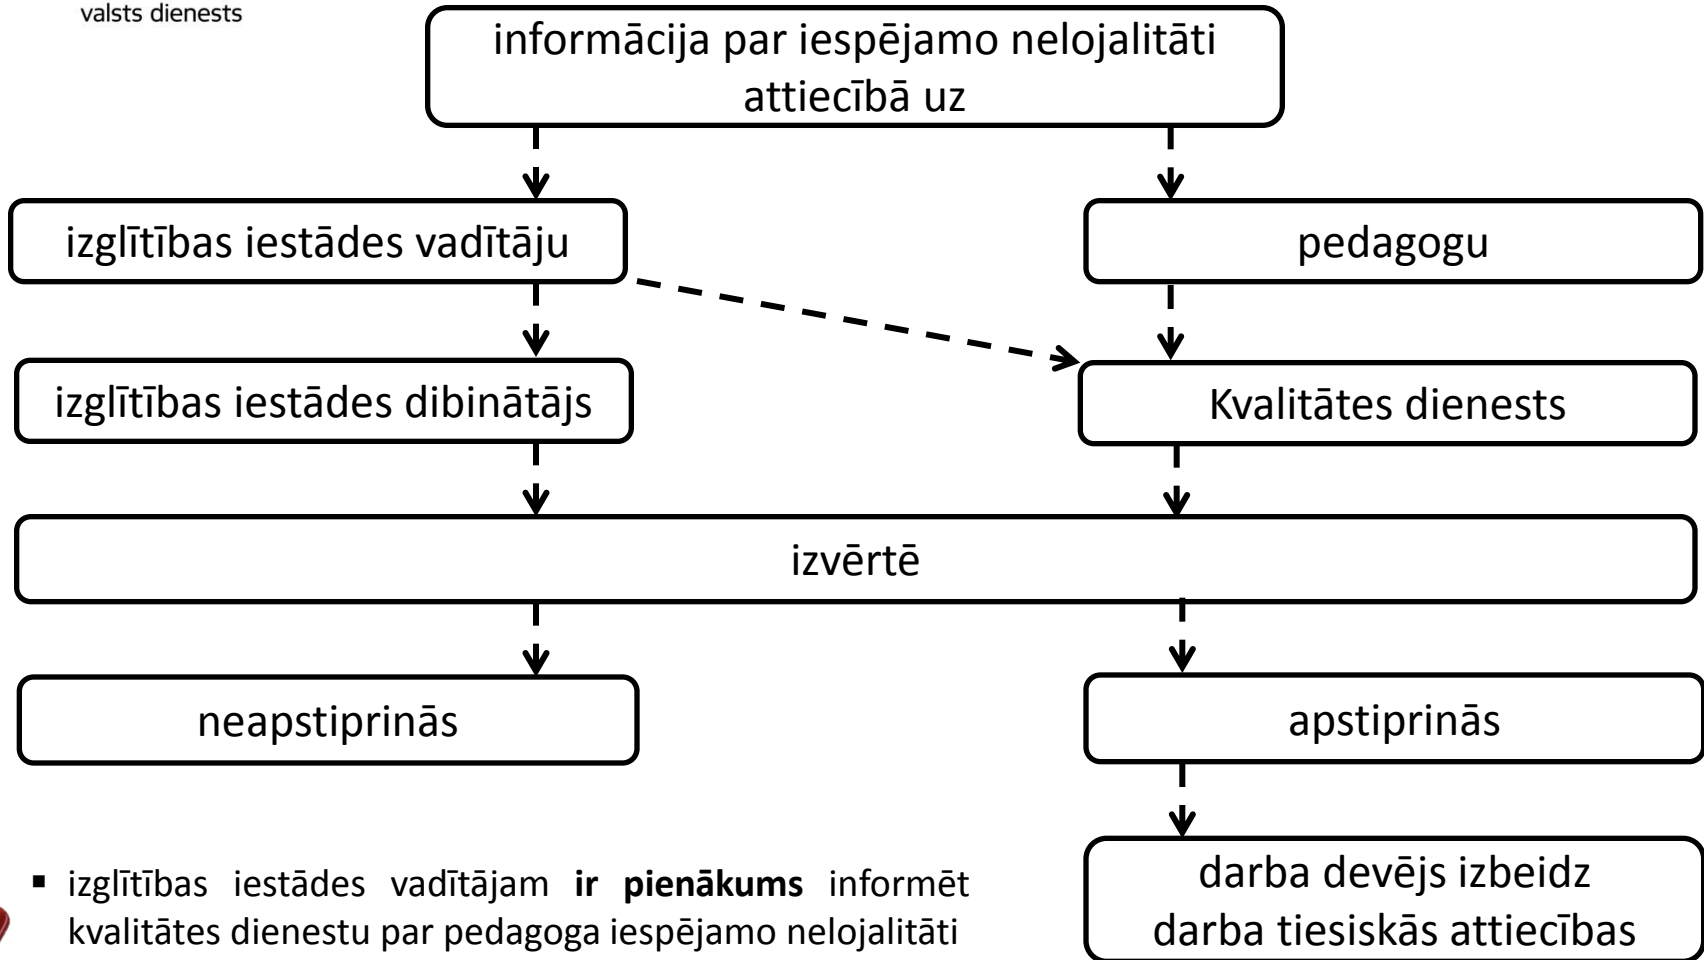 valsts dienests
informācija par iespējamo nelojalitāti
attiecībā uz
izglītības iestādes vadītāju
pedagogu
izglītības iestādes dibinātājs
Kvalitātes dienests
izvērtē
neapstiprinās
apstiprinās
darba devējs izbeidz
darba tiesiskās attiecības
▪ izglītības iestādes vadītājam ir pienākums informēt
kvalitātes dienestu par pedagoga iespējamo nelojalitāti